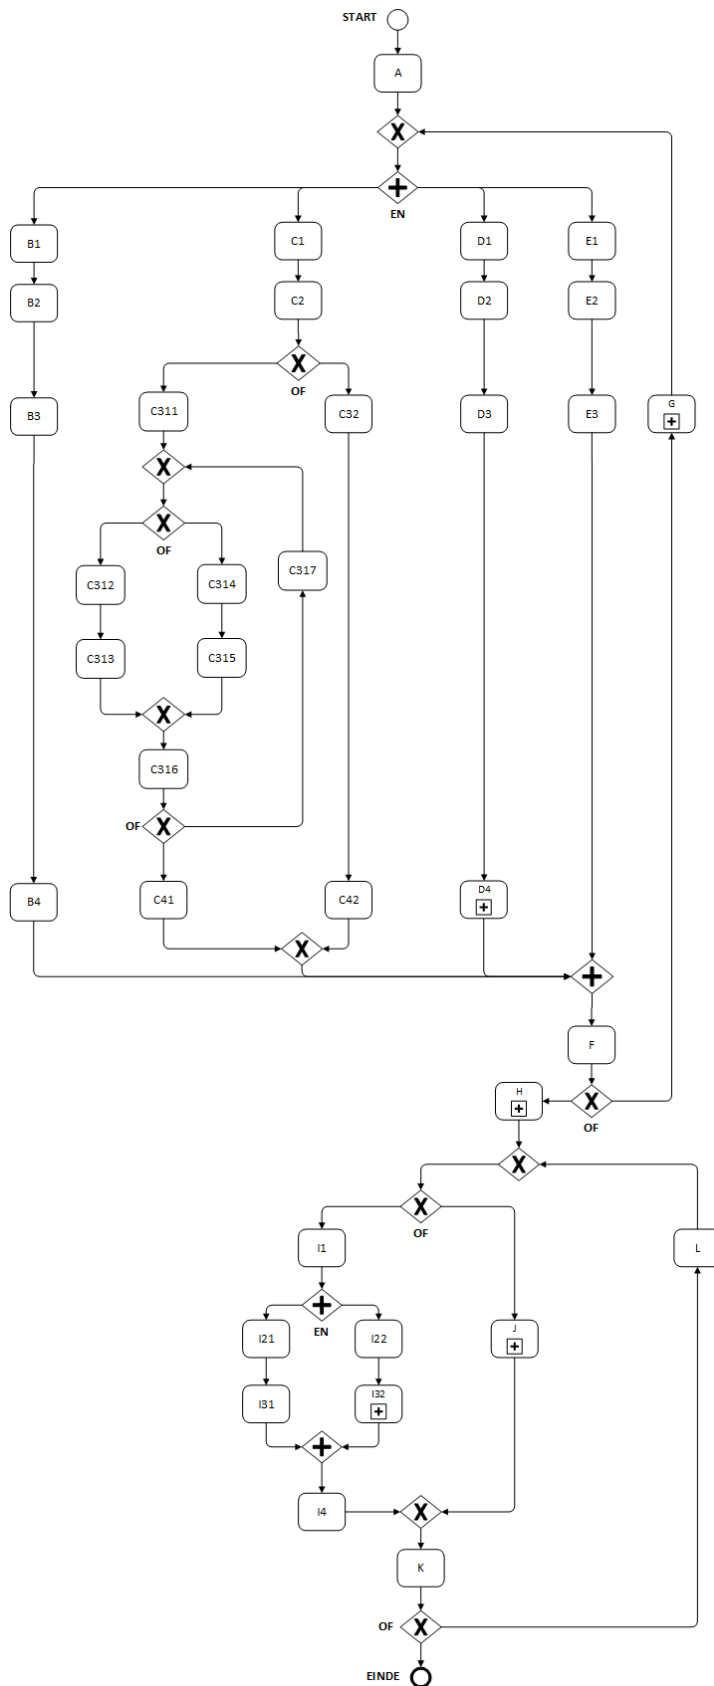 START
A
EN
B1
C1
D1
E1
B2
C2
D2
E2
OF
B3
C311
C32
D3
E3
G
OF
C312
C314
C317
C313
C315
C316
OF
B4
C41
C42
D4
F
H
OF
OF
I1
L
EN
I21
I22
J
I31
I32
I4
K
OF
EINDE